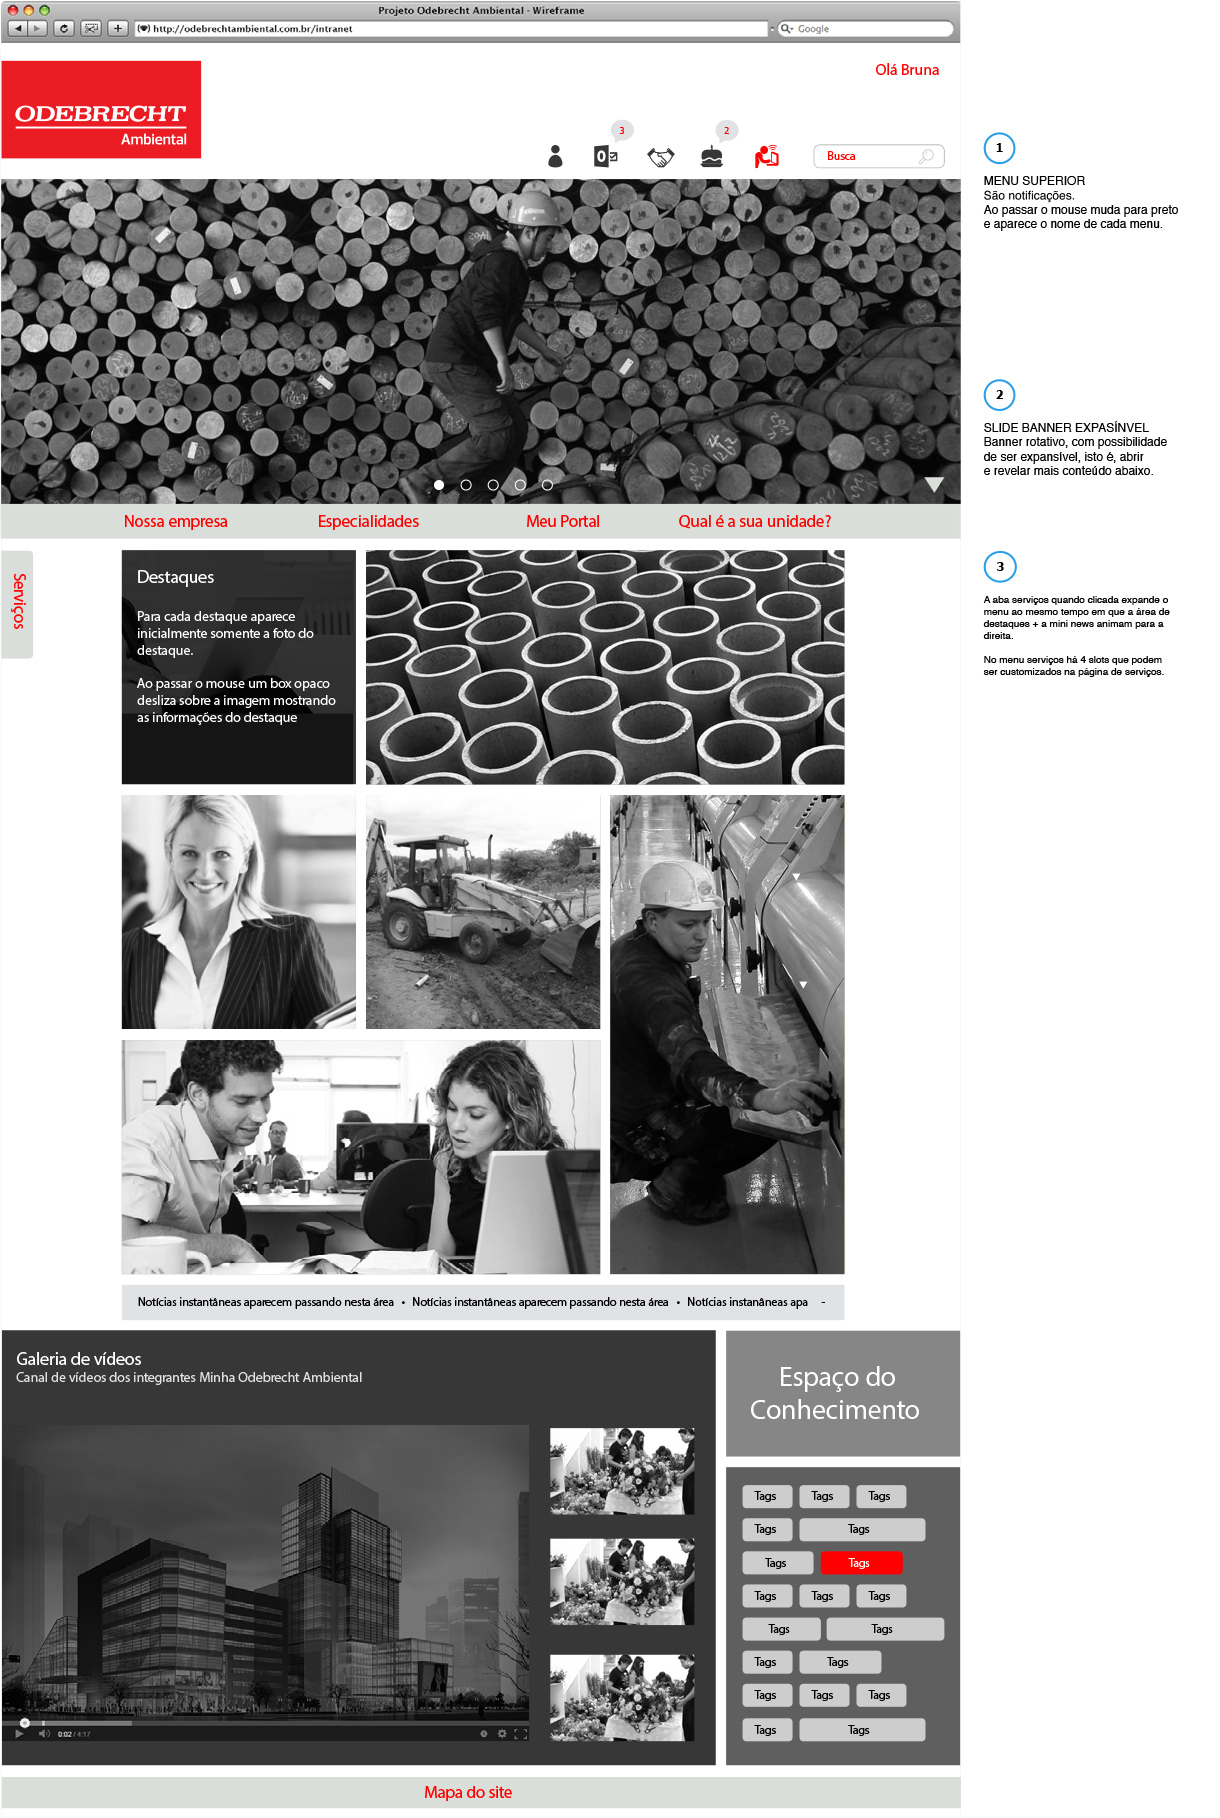 Projeto Odebrecht Ambiental - Wireframe
http://odebrechtambiental.com.br/intranet
Google
Olá Bruna
ODEBRECHT
Ambiental
3
2
Busca
1
MENU SUPERIOR
São notificações.
Ao passar o mouse muda para preto
e aparece o nome de cada menu.
2
SLIDE BANNER EXPASÍNVEL
Banner rotativo, com possibilidade
de ser expansível, isto é, abrir
e revelar mais conteúdo abaixo.
Nossa empresa
Especialidades
Meu Portal
Qual é a sua unidade?
Serviços
Destaques
Para cada destaque aparece
inicialmente somente a foto do
destaque.
Ao passar o mouse um box opaco
desliza sobre a imagem mostrando
as informações do destaque
3
A aba serviços quando clicada expande o
menu ao mesmo tempo em que a área de
destaques + a mini news animam para a
direita.
No menu serviços há 4 slots que podem
ser customizados na página de serviços.
Notícias instantâneas aparecem passando nesta área • Notícias instantâneas aparecem passando nesta área • Notícias instanâneas apa -
Galeria de vídeos
Canal de vídeos dos integrantes Minha Odebrecht Ambiental
0:02 / 4:17
Espaço do
Conhecimento
Tags Tags Tags
Tags Tags
Tags Tags
Tags Tags Tags
Tags Tags
Tags Tags
Tags Tags Tags
Tags Tags
Mapa do site